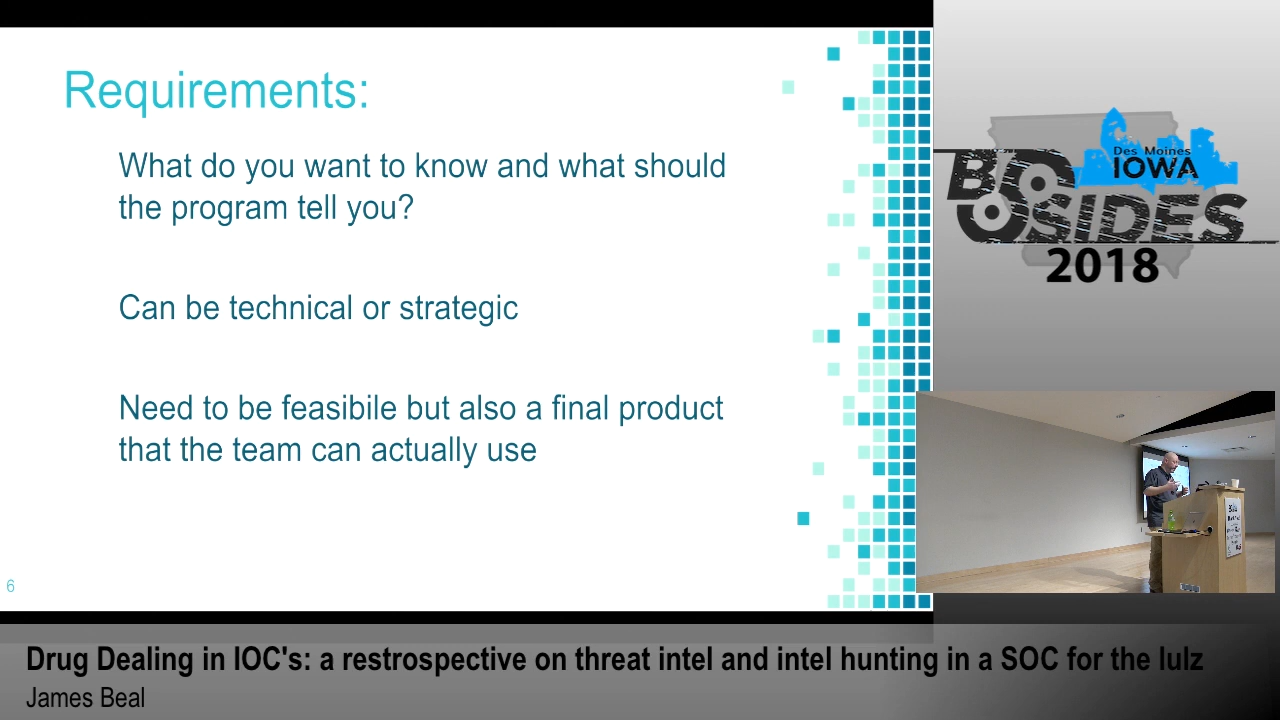 Requirements:
What do you want to know and what should
the program tell you?
Can be technical or strategic
Need to be feasibile but also a final product
that the team can actually use
6
Des Moines
IOWA
BSIDES
2018
Drug Dealing in IOC's: a restrospective on threat intel and intel hunting in a SOC for the lulz
James Beal